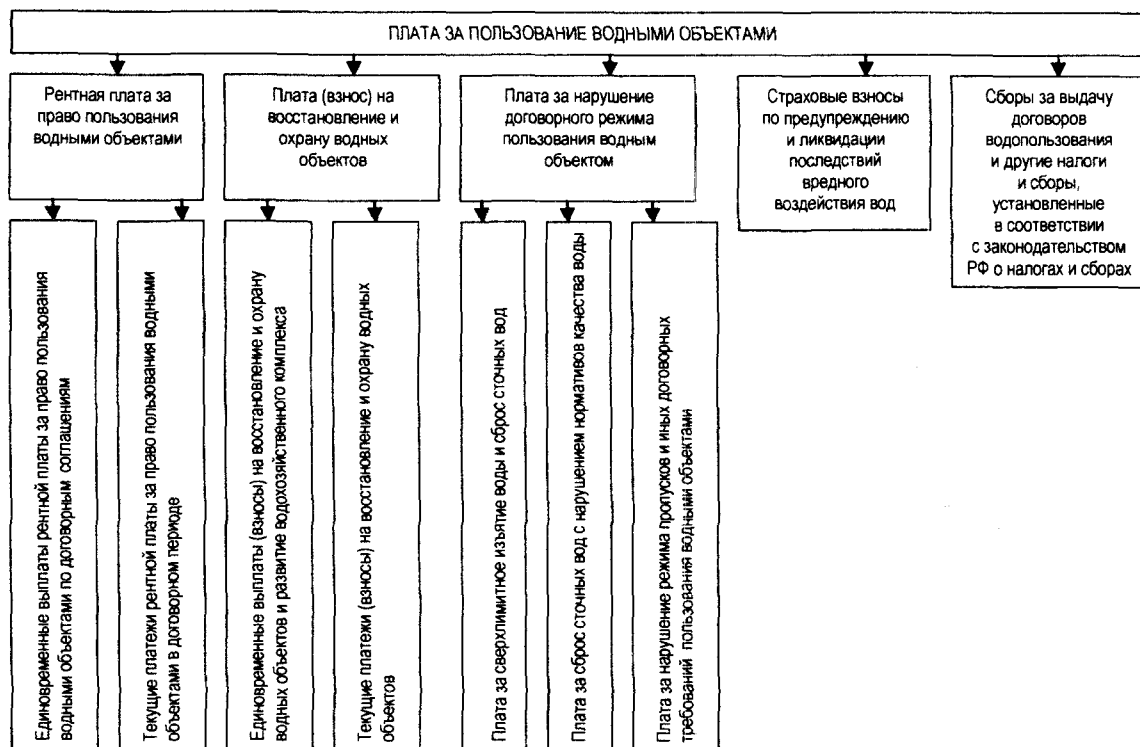 ПЛАТА ЗА ПОЛЬЗОВАНИЕ ВОДНЫМИ ОБЪЕКТАМИ
Рентная плата за
право пользования
водными объектами
Плата (взнос) на
восстановление и
охрану водных
объектов
Плата за нарушение
договорного режима
пользования водным
объектом
Страховые взносы
по предупреждению
и ликвидации
последствий
вредного
воздействия вод
Сборы за выдачу
договоров
водопользования
и другие налоги
и сборы,
установленные
в соответствии
с законодательством
РФ о налогах и сборах
Единовременные выплаты рентной платы за право пользования
водными объектами по договорным соглашениям
Текущие платежи рентной платы за право пользования водными
объектами в договорном периоде
Единовременные выплаты (взносы) на восстановление и охрану
водных объектов и развитие водохозяйственного комплекса
Текущие платежи (взносы) на восстановление и охрану водных
объектов
Плата за сверхлимитное изъятие воды и сброс сточных вод
Плата за сброс сточных вод с нарушением нормативов качества воды
Плата за нарушение режима пропусков и иных договорных
требований пользования водными объектами